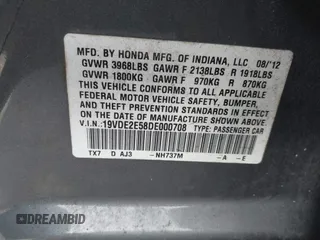 MFD. BY HONDA MFG. OF INDIANA, LLC 08/'12
GVWR 3968LBS GAWR F 2138LBS R 1918LBS
GVWR 1800KG GAWR F 970KG R 870KG
THIS VEHICLE CONFORMS TO ALL APPLICABLE
FEDERAL MOTOR VEHICLE SAFETY, BUMPER,
AND THEFT PREVENTION STANDARDS IN EFFECT
ON THE DATE OF MANUFACTURE SHOWN ABOVE.
V.I.N.: 19VDE2E58DE000708 TYPE: PASSENGER CAR
TX7 D AJ3 -NH737M -A -E
© DREAMBID